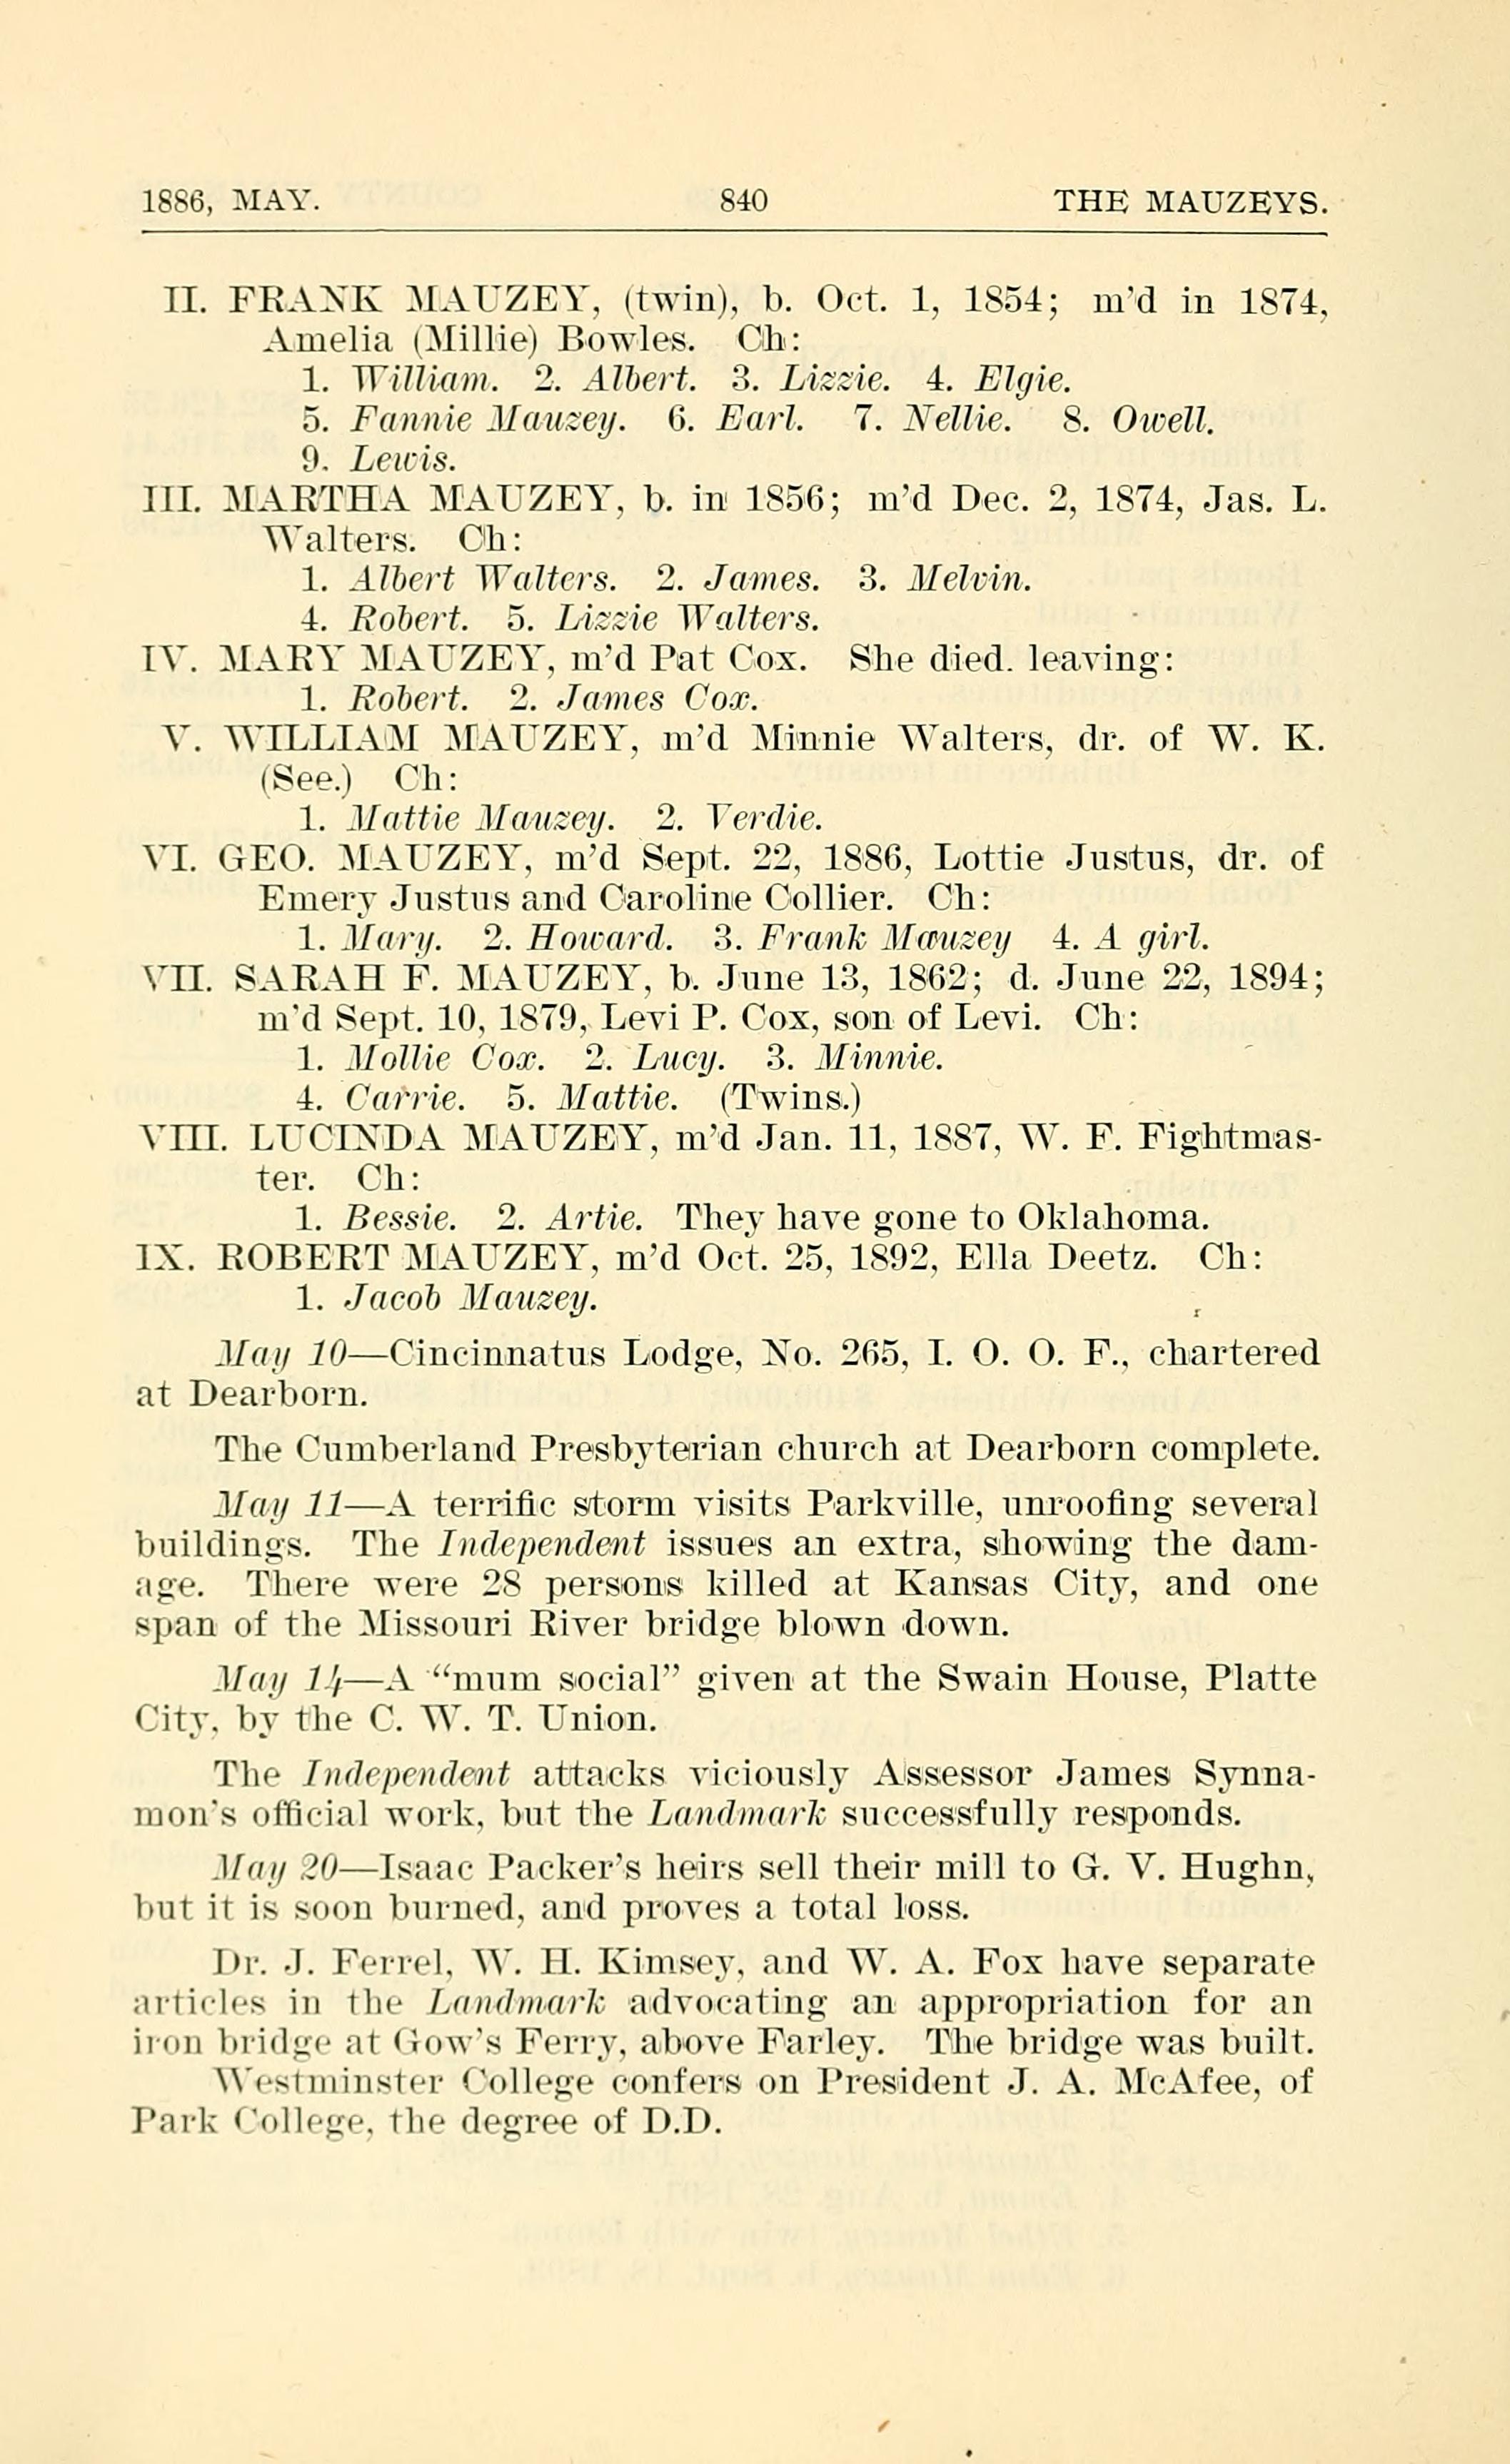 1886, MAY. 840 THE MAUZEYS.
II. FRANK MAUZEY, (twin), b. Oct. 1, 1854; m'd in 1874,
Amelia (Millie) Bowles. Ch:
1. William. 2. Albert. 3. Lizzie. 4. Elgie.
5. Fannie Mauzey. 6. Earl. 7. Nellie. 8. Owell.
9. Lewis.
III. MARTHA MAUZEY, b. in 1856; m'd Dec. 2, 1874, Jas. L.
Walters. Ch:
1. Albert Walters. 2. James. 3. Melvin.
4. Robert. 5. Lizzie Walters.
IV. MARY MAUZEY, m'd Pat Cox. She died. leaving:
1. Robert. 2. James Cox.
V. WILLIAM MAUZEY, m'd Minnie Walters, dr. of W. K.
(See.) Ch:
1. Mattie Mauzey. 2. Verdie.
VI. GEO. MAUZEY, m'd Sept. 22, 1886, Lottie Justus, dr. of
Emery Justus and Caroline Collier. Ch:
1. Mary. 2. Howard. 3. Frank Mauzey 4. A girl.
VII. SARAH F. MAUZEY, b. June 13, 1862; d. June 22, 1894;
m'd Sept. 10, 1879, Levi P. Cox, son of Levi. Ch:
1. Mollie Cox. 2. Lucy. 3. Minnie.
4. Carrie. 5. Mattie. (Twins.)
VIII. LUCINDA MAUZEY, m'd Jan. 11, 1887, W. F. Fightmas-
ter. Ch:
1. Bessie. 2. Artie. They have gone to Oklahoma.
IX. ROBERT MAUZEY, m'd Oct. 25, 1892, Ella Deetz. Ch:
1. Jacob Mauzey.
May 10—Cincinnatus Lodge, No. 265, I. O. O. F., chartered
at Dearborn.
The Cumberland Presbyterian church at Dearborn complete.
May 11—A terrific storm visits Parkville, unroofing several
buildings. The Independent issues an extra, showing the dam-
age. There were 28 persons killed at Kansas City, and one
span of the Missouri River bridge blown down.
May 14—A "mum social" given at the Swain House, Platte
City, by the C. W. T. Union.
The Independent attacks viciously Assessor James Synna-
mon's official work, but the Landmark successfully responds.
May 20—Isaac Packer's heirs sell their mill to G. V. Hughn,
but it is soon burned, and proves a total loss.
Dr. J. Ferrel, W. H. Kimsey, and W. A. Fox have separate
articles in the Landmark advocating an appropriation for an
iron bridge at Gow's Ferry, above Farley. The bridge was built.
Westminster College confers on President J. A. McAfee, of
Park College, the degree of D.D.